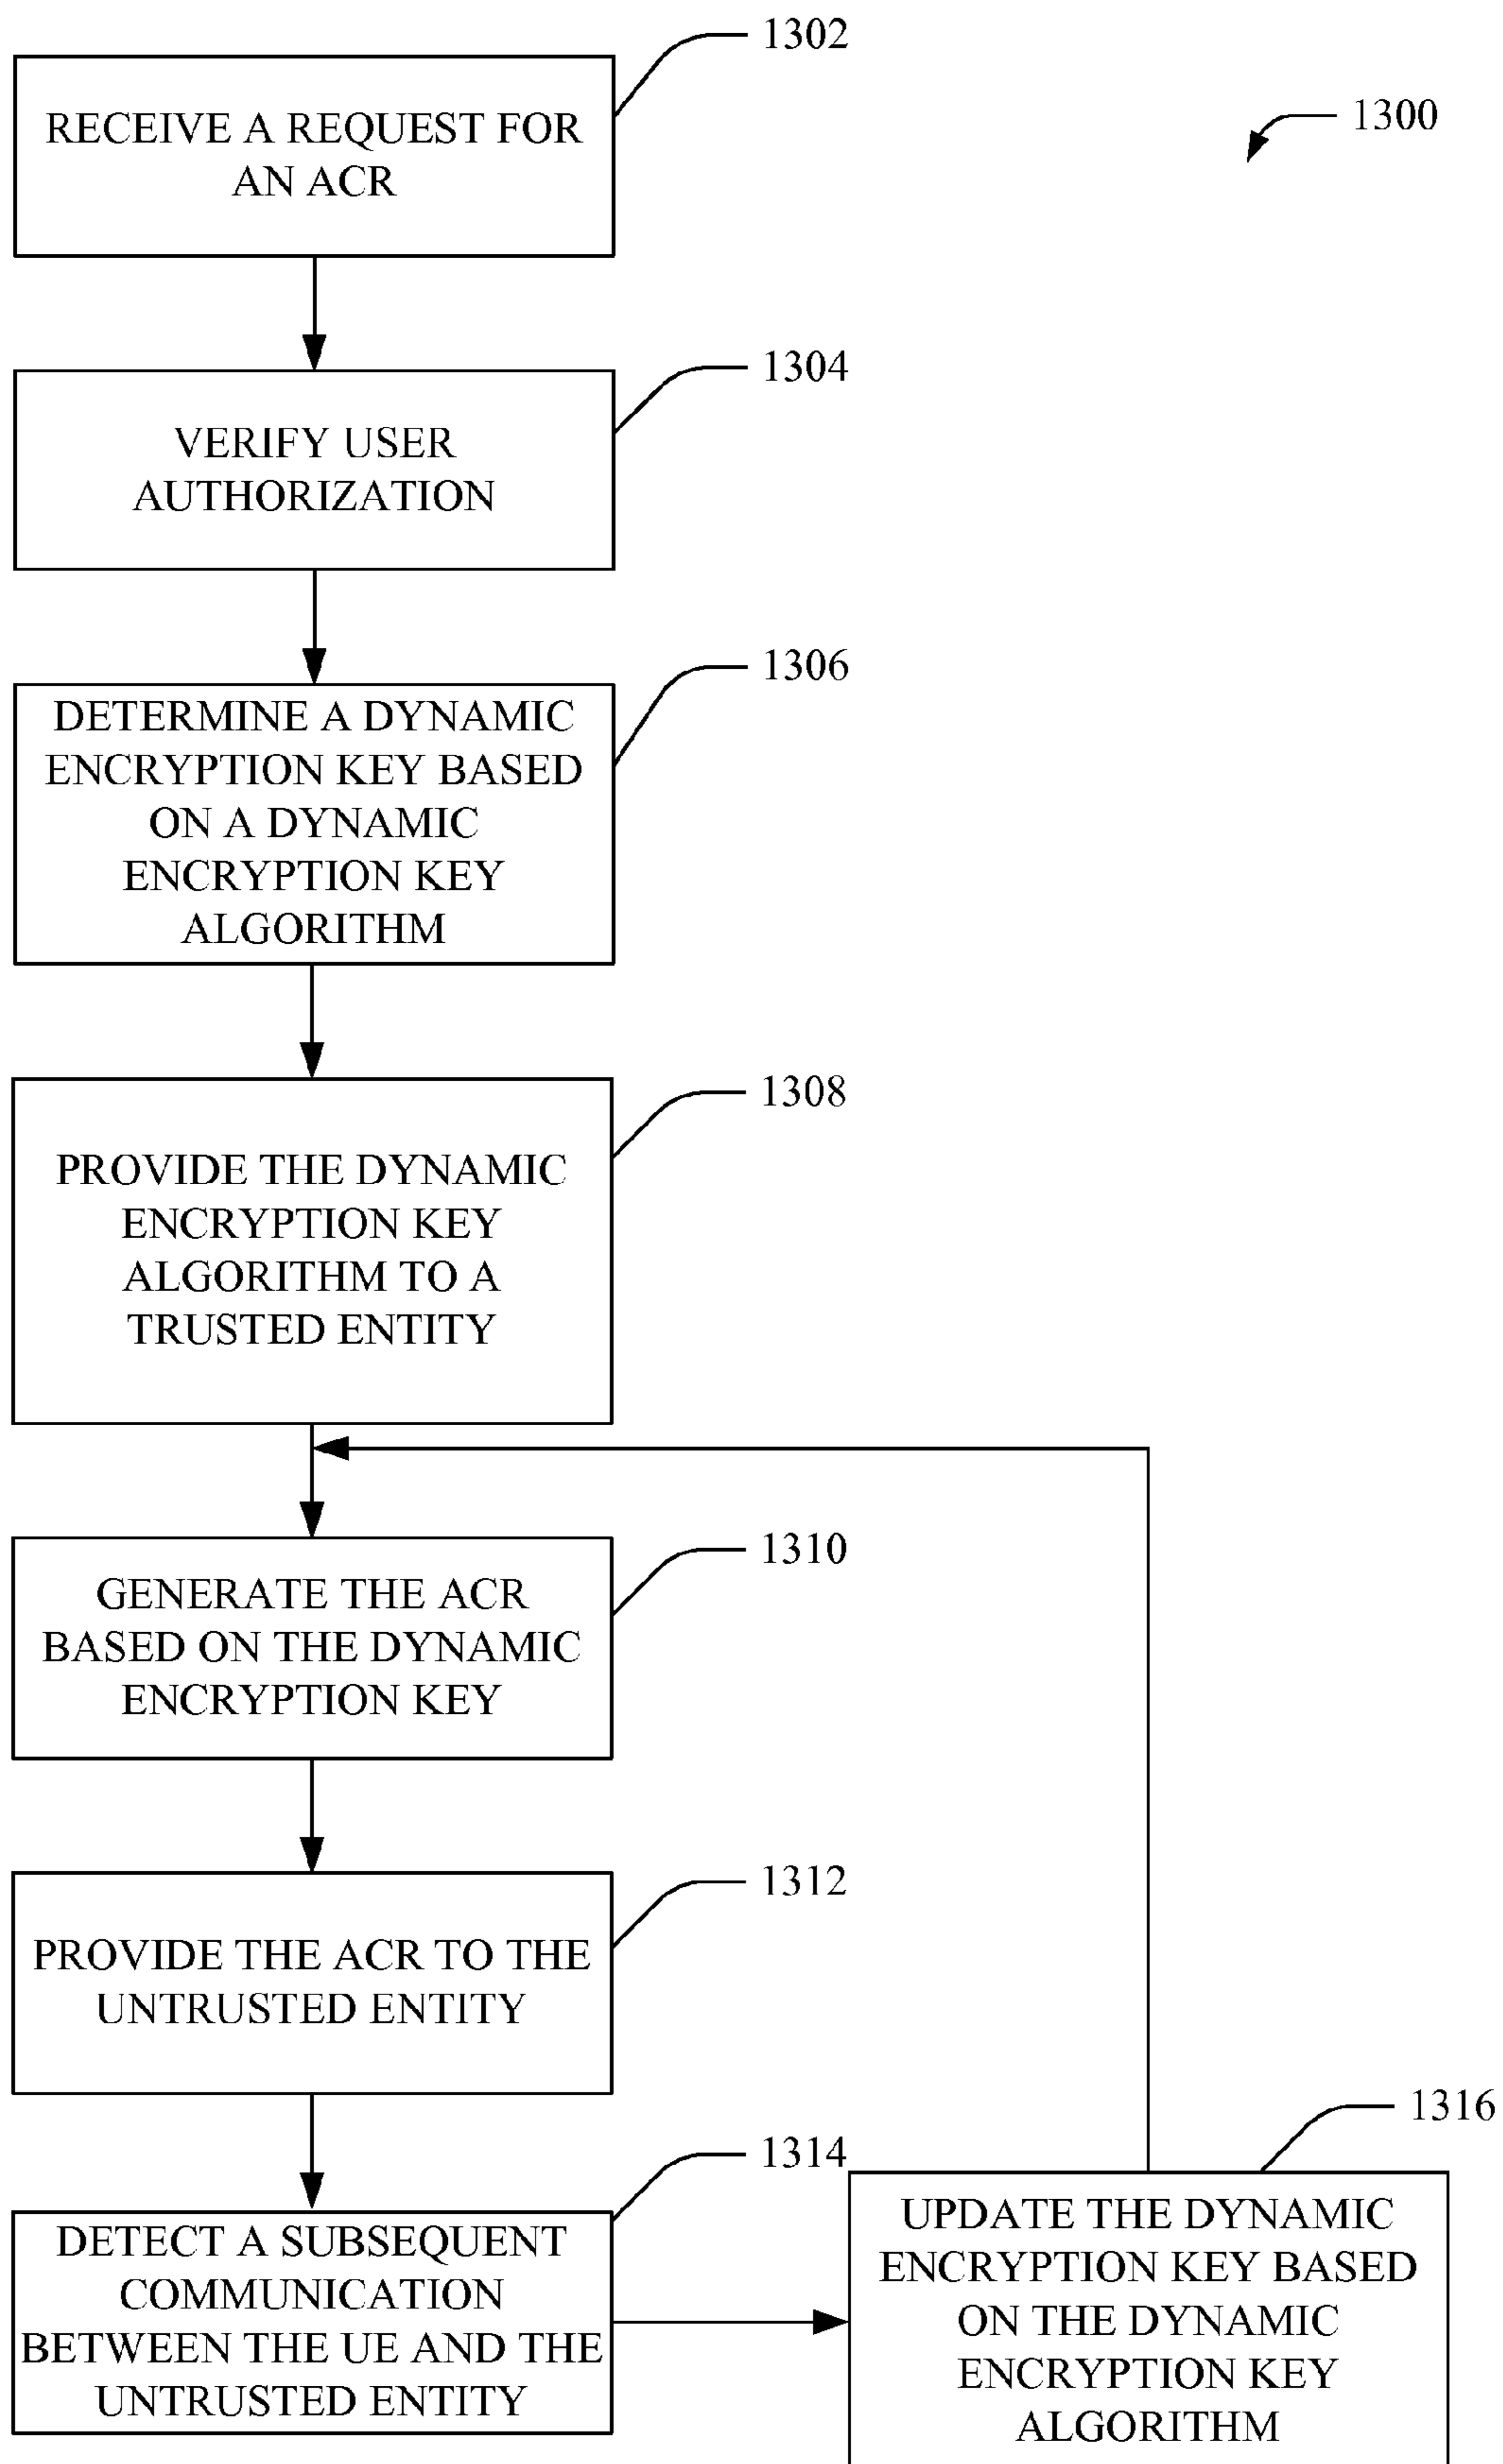 1302
1300
RECEIVE A REQUEST FOR
AN ACR
1304
VERIFY USER
AUTHORIZATION
1306
DETERMINE A DYNAMIC
ENCRYPTION KEY BASED
ON A DYNAMIC
ENCRYPTION KEY
ALGORITHM
1308
PROVIDE THE DYNAMIC
ENCRYPTION KEY
ALGORITHM TO A
TRUSTED ENTITY
1310
GENERATE THE ACR
BASED ON THE DYNAMIC
ENCRYPTION KEY
1312
PROVIDE THE ACR TO THE
UNTRUSTED ENTITY
1314
DETECT A SUBSEQUENT
COMMUNICATION
BETWEEN THE UE AND THE
UNTRUSTED ENTITY
1316
UPDATE THE DYNAMIC
ENCRYPTION KEY BASED
ON THE DYNAMIC
ENCRYPTION KEY
ALGORITHM